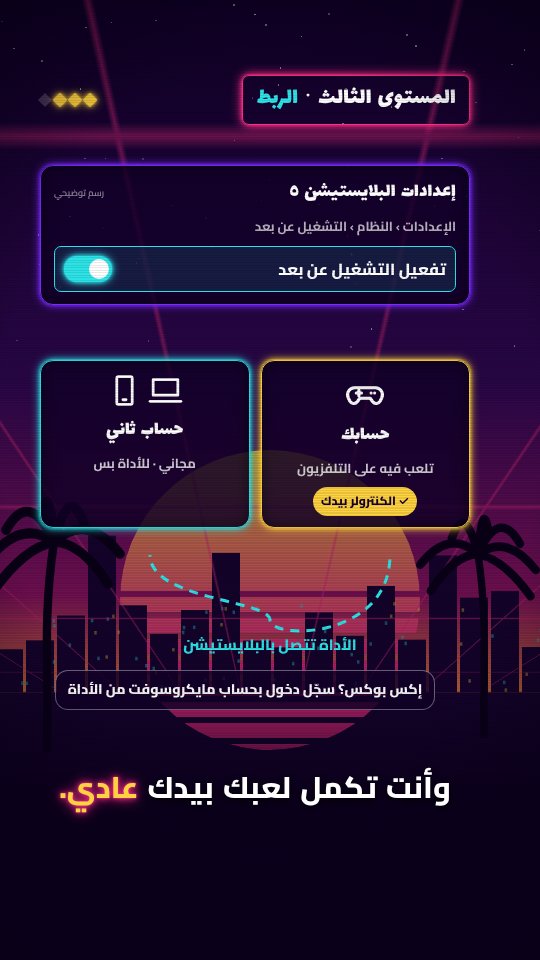 المستوى الثالث · الربط
إعدادات البلايستيشن ٥
رسم توضيحي
الإعدادات › النظام › التشغيل عن بعد
تفعيل التشغيل عن بعد
حسابك
تلعب فيه على التلفزيون
✓ الكنترولر بيدك
حساب ثاني
مجاني · للأداة بس
الأداة تتصل بالبلايستيشن
إكس بوكس؟ سجّل دخول بحساب مايكروسوفت من الأداة
وأنت تكمل لعبك بيدك عادي.